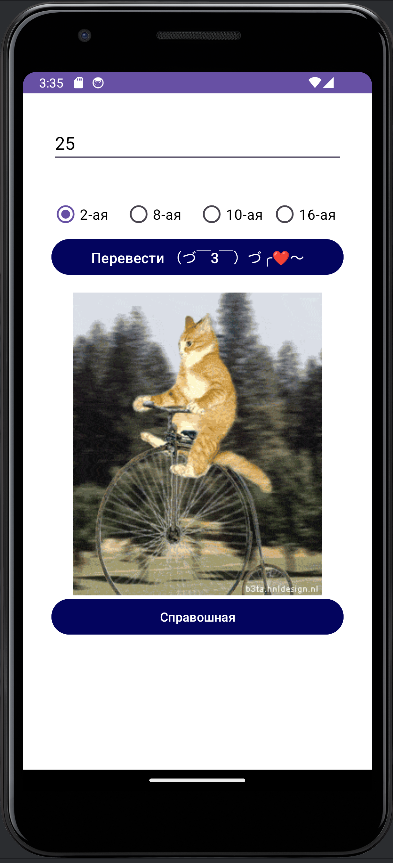 3:35
25
2-ая 8-ая 10-ая 16-ая
Перевести (づ￣3￣)づ╭❤️～
b3ta.hnldesign.nl
Справошная